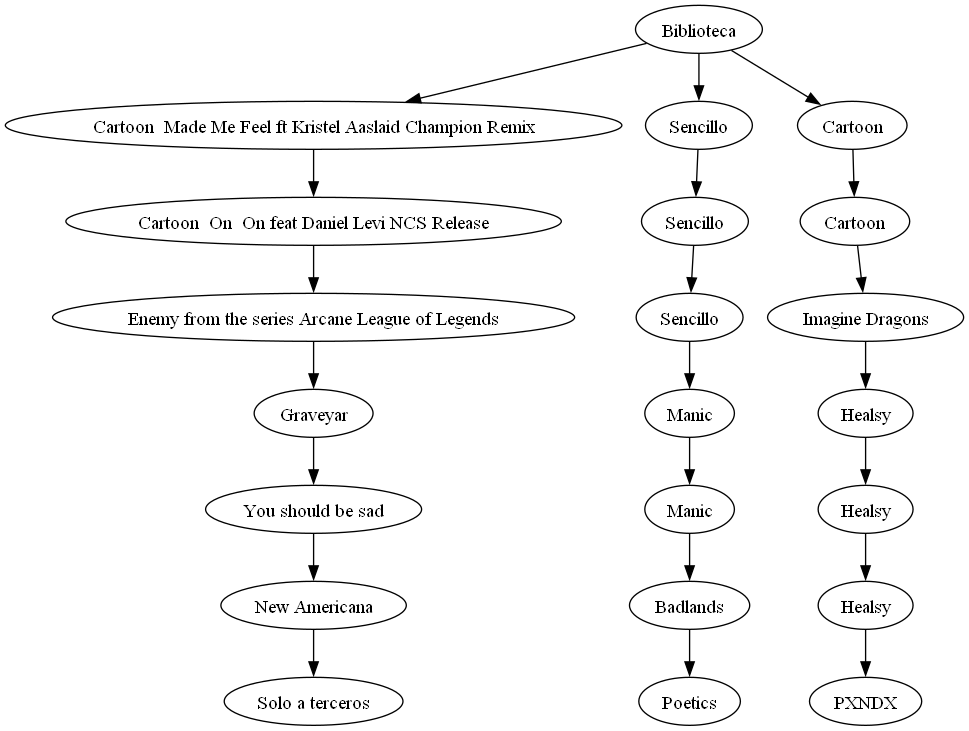 Biblioteca
Cartoon  Made Me Feel ft Kristel Aaslaid Champion Remix
Sencillo
Cartoon
Cartoon  On  On feat Daniel Levi NCS Release
Sencillo
Cartoon
Enemy from the series Arcane League of Legends
Sencillo
Imagine Dragons
Graveyar
Manic
Healsy
You should be sad
Manic
Healsy
New Americana
Badlands
Healsy
Solo a terceros
Poetics
PXNDX